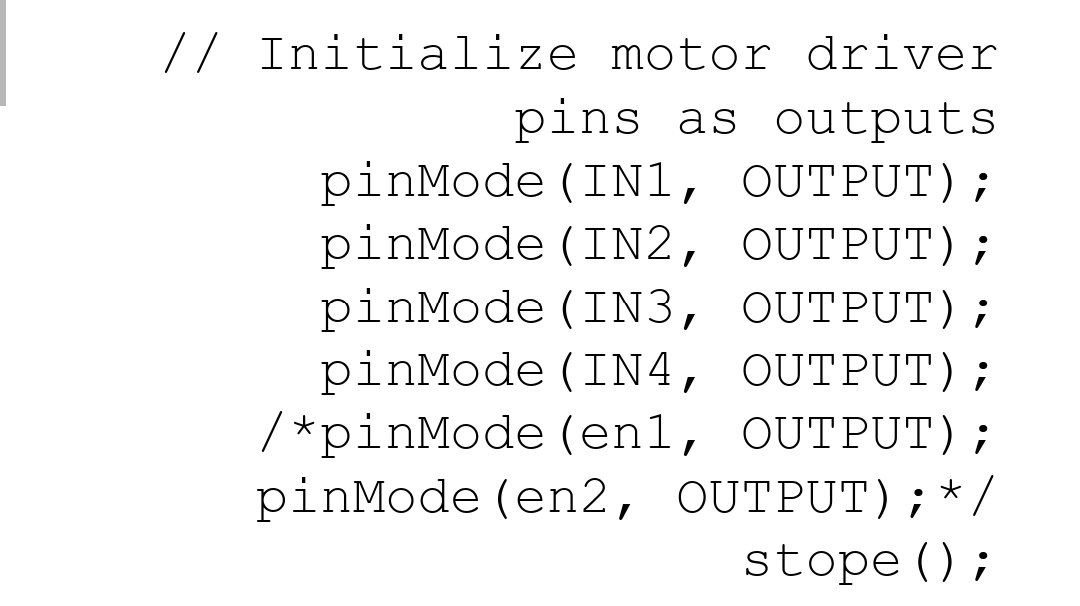 // Initialize motor driver
pins as outputs
pinMode(IN1, OUTPUT);
pinMode(IN2, OUTPUT);
pinMode(IN3, OUTPUT);
pinMode(IN4, OUTPUT);
/*pinMode(en1, OUTPUT);
pinMode(en2, OUTPUT);*/
stope();